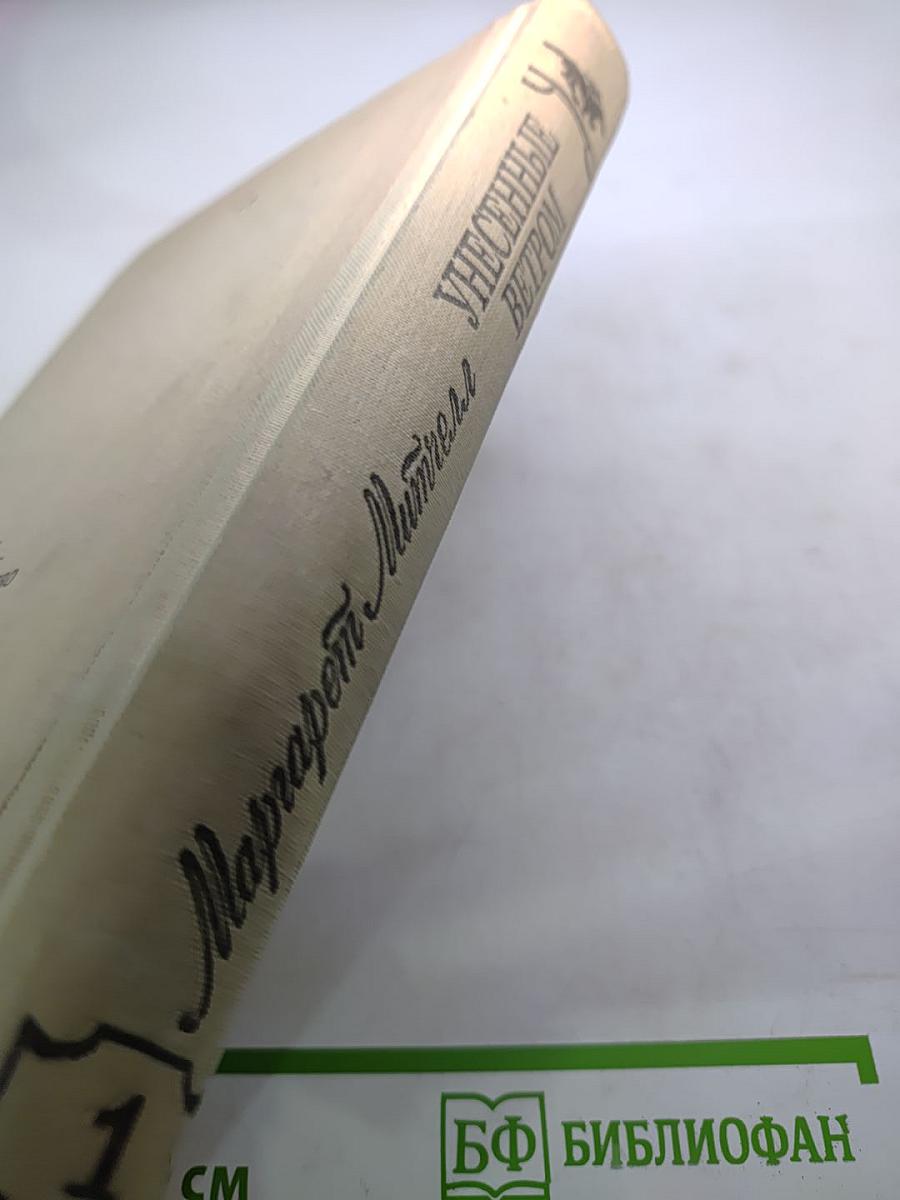 Маргарет Митчелл
УНЕСЕННЫЕ
ВЕТРОМ
1
см
БФ БИБЛИОФАН